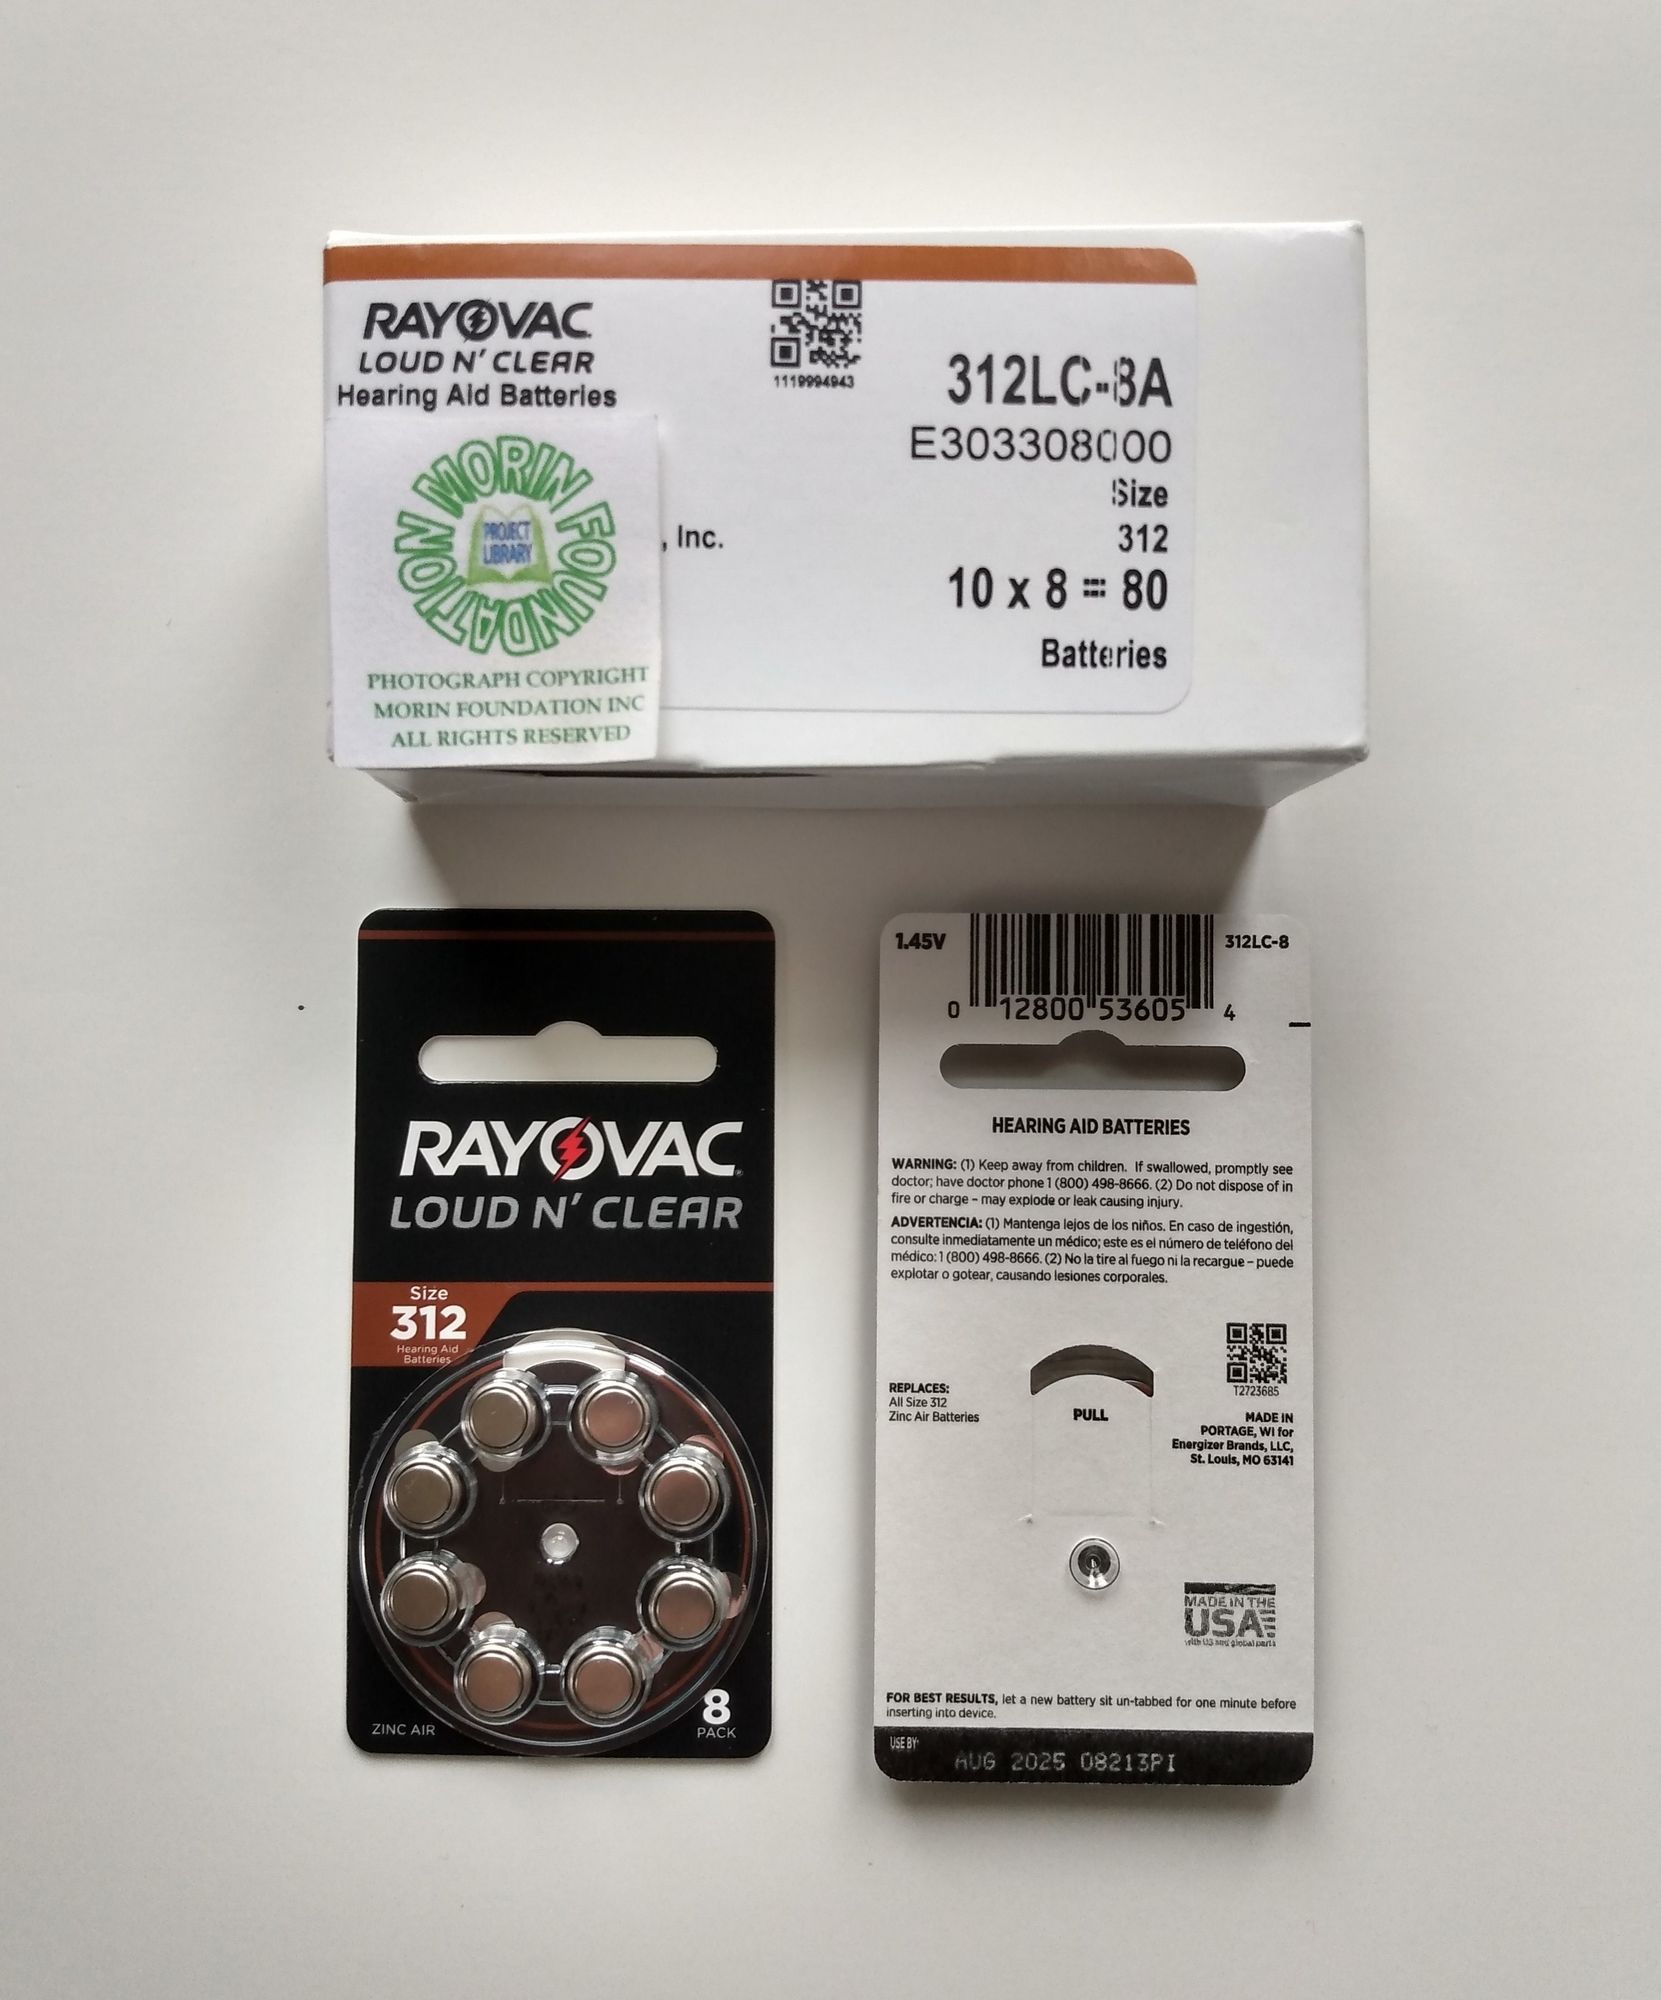 RAYOVAC
LOUD N' CLEAR
Hearing Aid Batteries
1119994943
312LC-8A
E303308000
Size
312
10 x 8 = 80
Batteries
, Inc.
MORIN FOUNDATION
PROJECT
LIBRARY
PHOTOGRAPH COPYRIGHT
MORIN FOUNDATION INC
ALL RIGHTS RESERVED
RAYOVAC
LOUD N' CLEAR
Size
312
Hearing Aid
Batteries
ZINC AIR
8
PACK
1.45V
312LC-8
0 12800 53605 4
HEARING AID BATTERIES
WARNING: (1) Keep away from children. If swallowed, promptly see
doctor; have doctor phone 1 (800) 498-8666. (2) Do not dispose of in
fire or charge – may explode or leak causing injury.
ADVERTENCIA: (1) Mantenga lejos de los niños. En caso de ingestión,
consulte inmediatamente un médico; este es el número de teléfono del
médico: 1 (800) 498-8666. (2) No la tire al fuego ni la recargue – puede
explotar o gotear, causando lesiones corporales.
T2723685
REPLACES:
All Size 312
Zinc Air Batteries
PULL
MADE IN
PORTAGE, WI for
Energizer Brands, LLC,
St. Louis, MO 63141
MADE IN THE
USA
with US and global parts
FOR BEST RESULTS, let a new battery sit un-tabbed for one minute before
inserting into device.
USE BY:
AUG 2025 08213PI